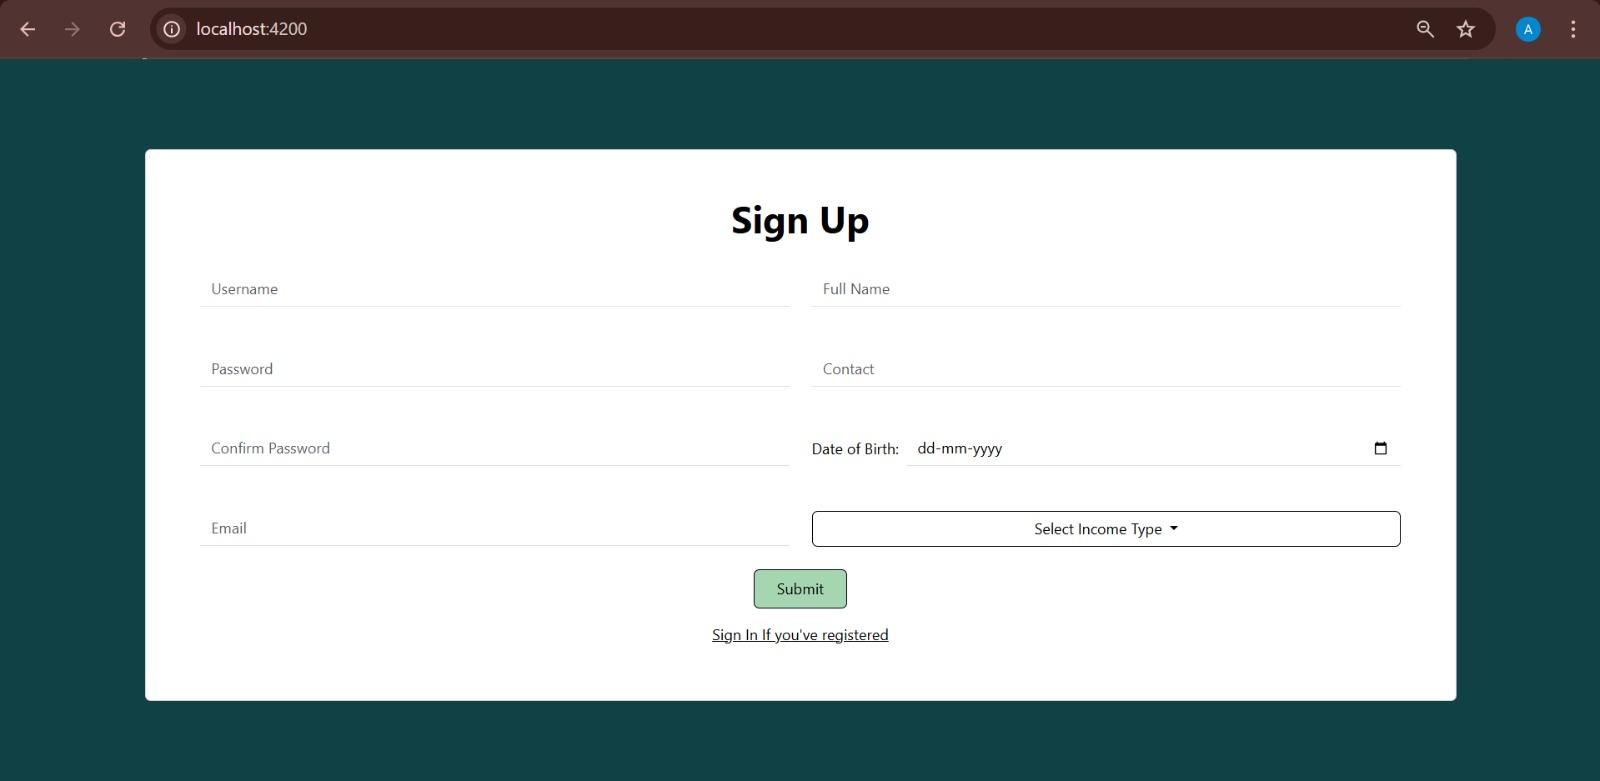 localhost:4200
A
Sign Up
Username
Full Name
Password
Contact
Confirm Password
Date of Birth: dd-mm-yyyy
Email
Select Income Type
Submit
Sign In If you've registered